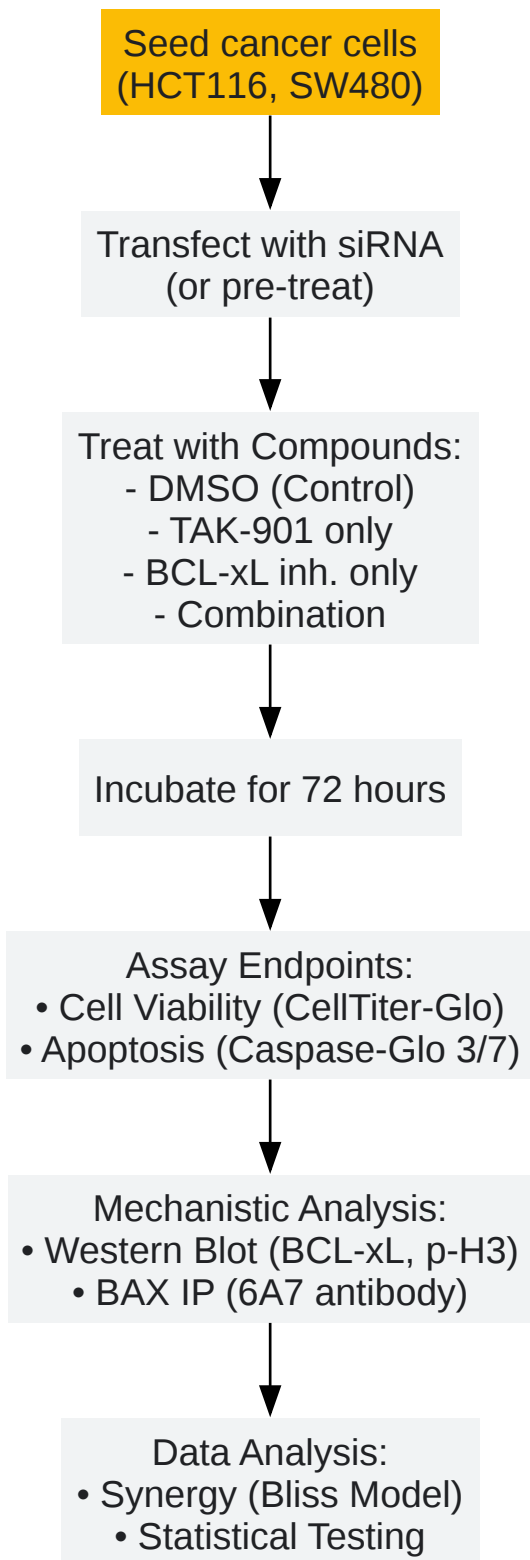 Seed cancer cells
(HCT116, SW480)
Transfect with siRNA
(or pre-treat)
Treat with Compounds:
- DMSO (Control)
- TAK-901 only
- BCL-xL inh. only
- Combination
Incubate for 72 hours
Assay Endpoints:
• Cell Viability (CellTiter-Glo)
• Apoptosis (Caspase-Glo 3/7)
Mechanistic Analysis:
• Western Blot (BCL-xL, p-H3)
• BAX IP (6A7 antibody)
Data Analysis:
• Synergy (Bliss Model)
• Statistical Testing